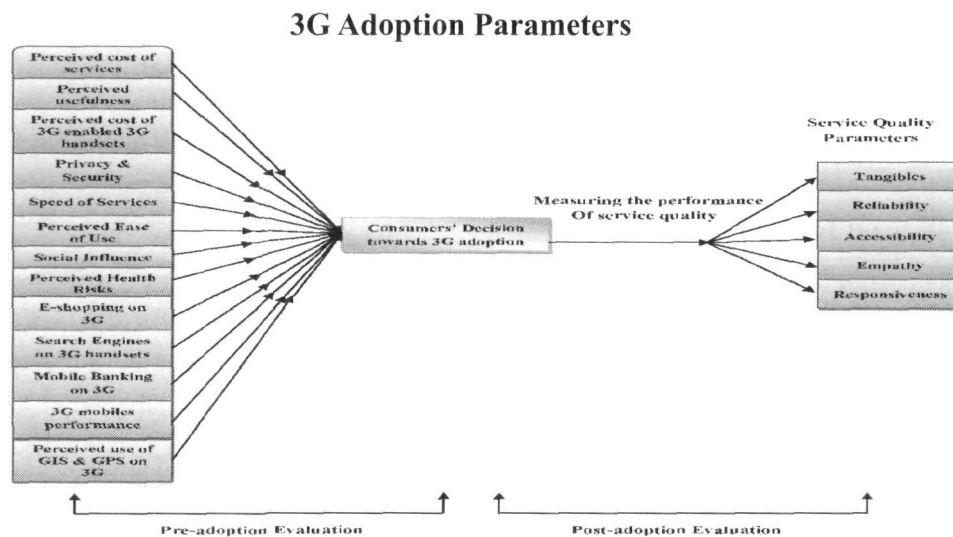 3G Adoption Parameters
Perceived cost of
services
Perceived
usefulness
Perceived cost of
3G enabled 3G
handsets
Privacy &
Security
Speed of Services
Perceived Ease
of Use
Social Influence
Perceived Health
Risks
E-shopping on
3G
Search Engines
on 3G handsets
Mobile Banking
on 3G
3G mobiles
performance
Perceived use of
GIS & GPS on
3G
Consumers' Decision
towards 3G adoption
Measuring the performance
Of service quality
Service Quality
Parameters
Tangibles
Reliability
Accessibility
Empathy
Responsiveness
Pre-adoption Evaluation
Post-adoption Evaluation